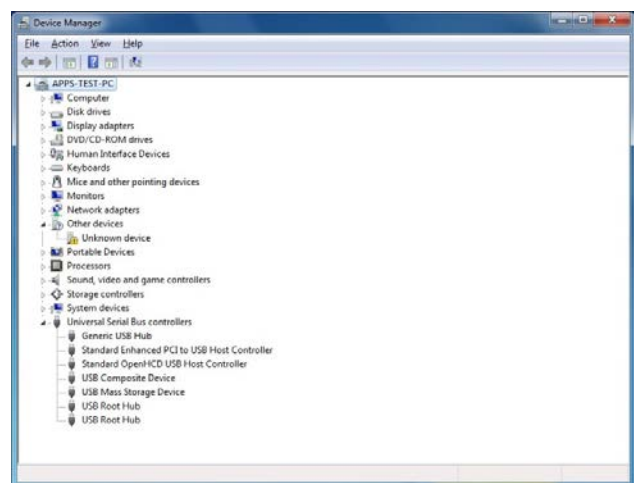 Device Manager
File Action View Help
APPS-TEST-PC
Computer
Disk drives
Display adapters
DVD/CD-ROM drives
Human Interface Devices
Keyboards
Mice and other pointing devices
Monitors
Network adapters
Other devices
Unknown device
Portable Devices
Processors
Sound, video and game controllers
Storage controllers
System devices
Universal Serial Bus controllers
Generic USB Hub
Standard Enhanced PCI to USB Host Controller
Standard OpenHCD USB Host Controller
USB Composite Device
USB Mass Storage Device
USB Root Hub
USB Root Hub